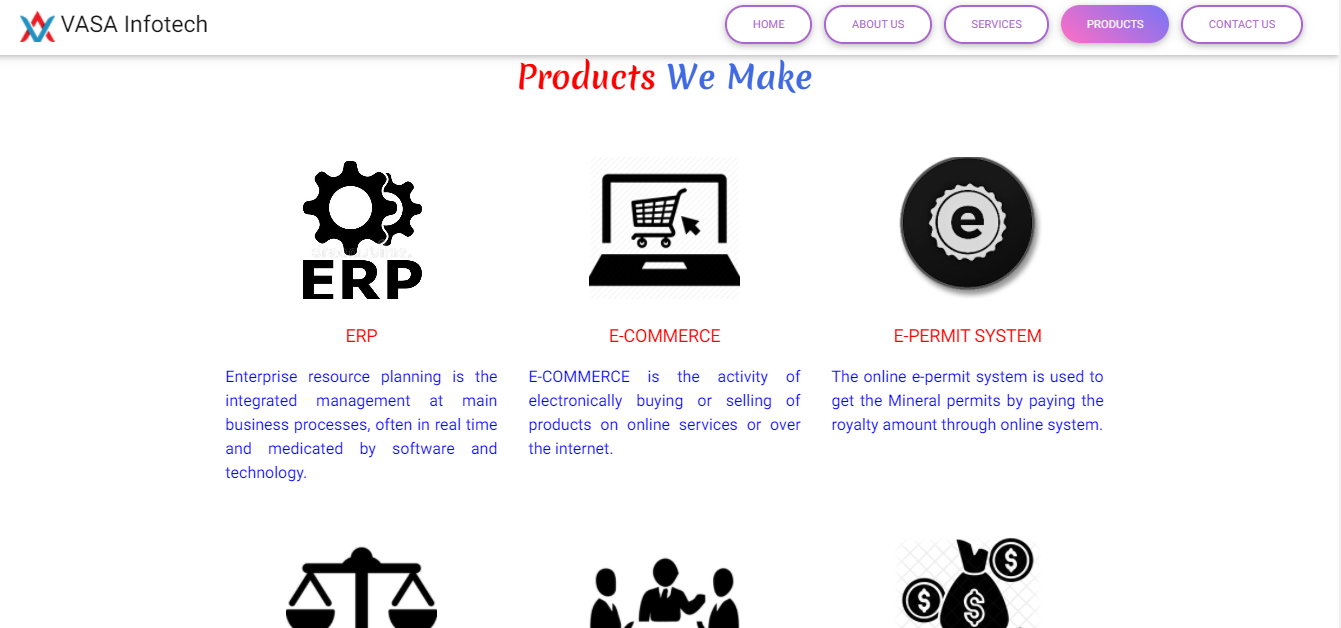 VASA Infotech
HOME
ABOUT US
SERVICES
PRODUCTS
CONTACT US
Products We Make
ERP
e
ERP
E-COMMERCE
E-PERMIT SYSTEM
Enterprise resource planning is the
integrated management at main
business processes, often in real time
and medicated by software and
technology.
E-COMMERCE is the activity of
electronically buying or selling of
products on online services or over
the internet.
The online e-permit system is used to
get the Mineral permits by paying the
royalty amount through online system.
$
$
$